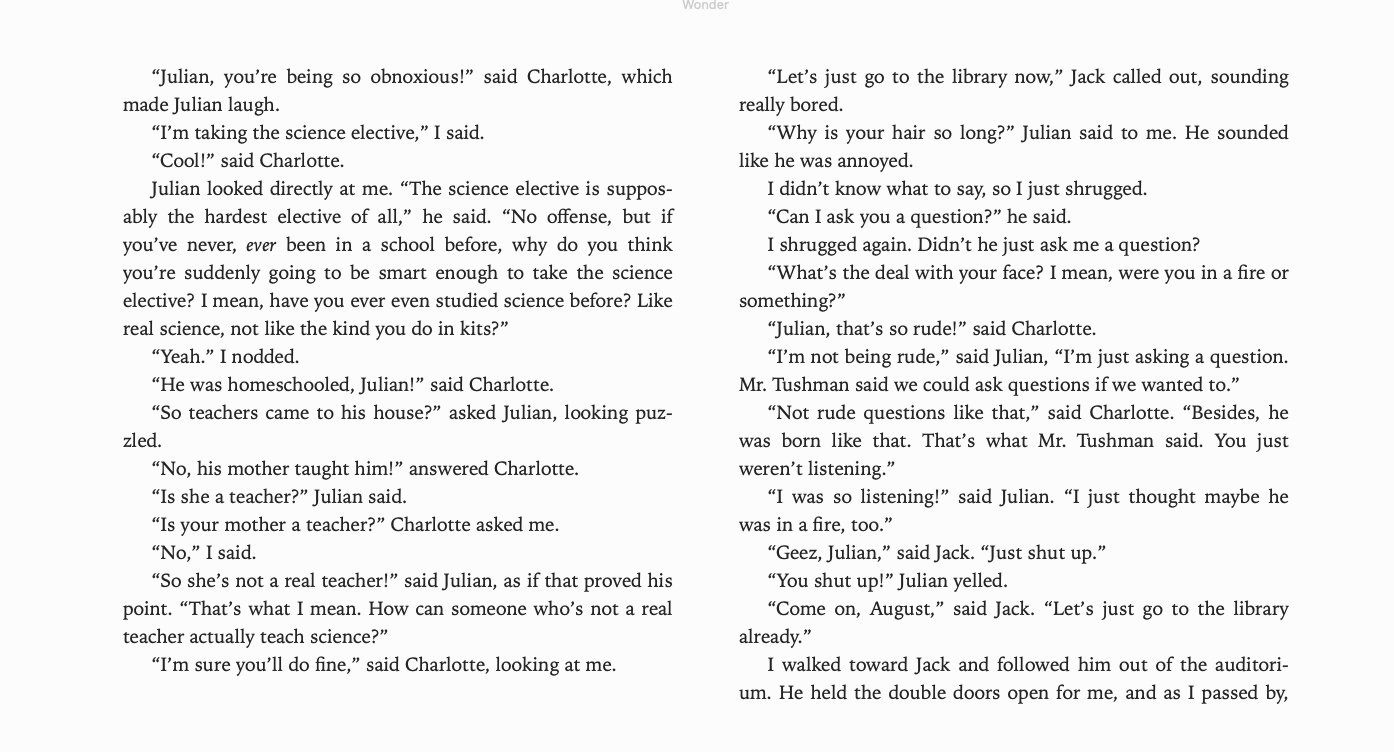 Wonder
“Julian, you’re being so obnoxious!” said Charlotte, which
made Julian laugh.
“I’m taking the science elective,” I said.
“Cool!” said Charlotte.
Julian looked directly at me. “The science elective is suppos-
ably the hardest elective of all,” he said. “No offense, but if
you’ve never, ever been in a school before, why do you think
you’re suddenly going to be smart enough to take the science
elective? I mean, have you ever even studied science before? Like
real science, not like the kind you do in kits?”
“Yeah.” I nodded.
“He was homeschooled, Julian!” said Charlotte.
“So teachers came to his house?” asked Julian, looking puz-
zled.
“No, his mother taught him!” answered Charlotte.
“Is she a teacher?” Julian said.
“Is your mother a teacher?” Charlotte asked me.
“No,” I said.
“So she’s not a real teacher!” said Julian, as if that proved his
point. “That’s what I mean. How can someone who’s not a real
teacher actually teach science?”
“I’m sure you’ll do fine,” said Charlotte, looking at me.
“Let’s just go to the library now,” Jack called out, sounding
really bored.
“Why is your hair so long?” Julian said to me. He sounded
like he was annoyed.
I didn’t know what to say, so I just shrugged.
“Can I ask you a question?” he said.
I shrugged again. Didn’t he just ask me a question?
“What’s the deal with your face? I mean, were you in a fire or
something?”
“Julian, that’s so rude!” said Charlotte.
“I’m not being rude,” said Julian, “I’m just asking a question.
Mr. Tushman said we could ask questions if we wanted to.”
“Not rude questions like that,” said Charlotte. “Besides, he
was born like that. That’s what Mr. Tushman said. You just
weren’t listening.”
“I was so listening!” said Julian. “I just thought maybe he
was in a fire, too.”
“Geez, Julian,” said Jack. “Just shut up.”
“You shut up!” Julian yelled.
“Come on, August,” said Jack. “Let’s just go to the library
already.”
I walked toward Jack and followed him out of the auditori-
um. He held the double doors open for me, and as I passed by,